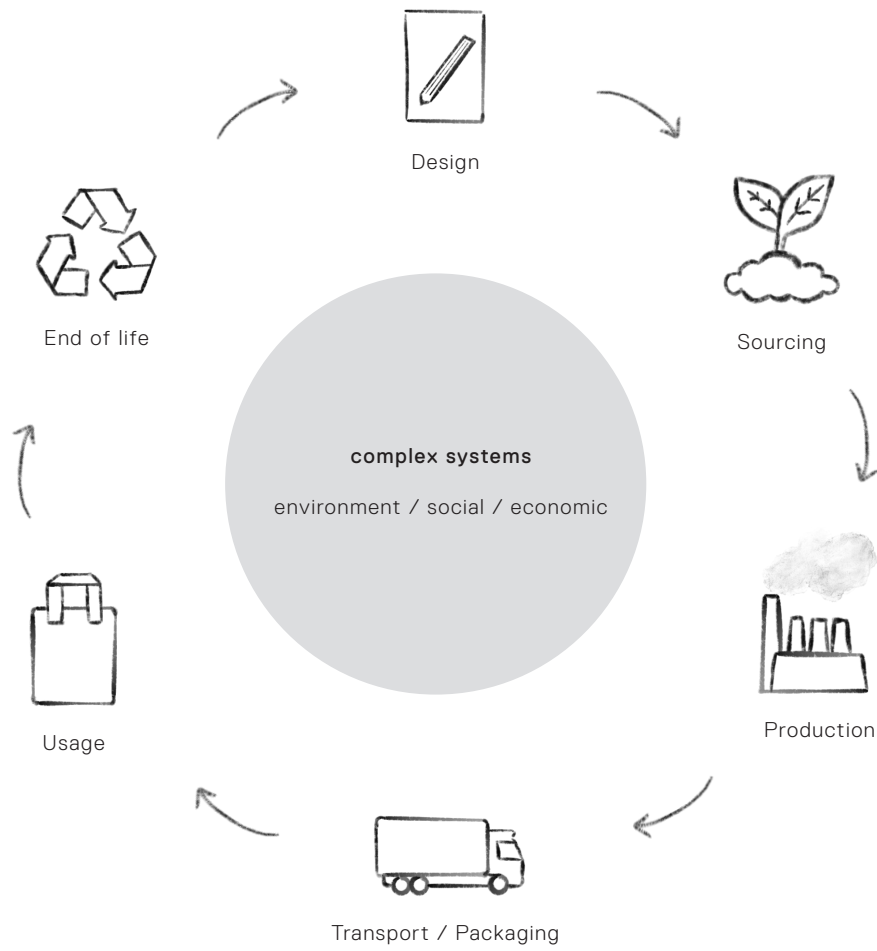 Design
Sourcing
Production
Transport / Packaging
Usage
End of life
complex systems
environment / social / economic